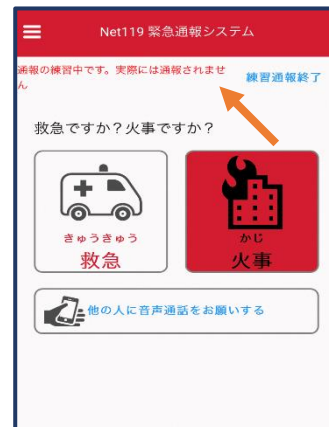 Net119 緊急通報システム
通報の練習中です。実際には通報されませ
ん
練習通報終了
救急ですか？火事ですか？
きゅうきゅう
救急
かじ
火事
他の人に音声通話をお願いする